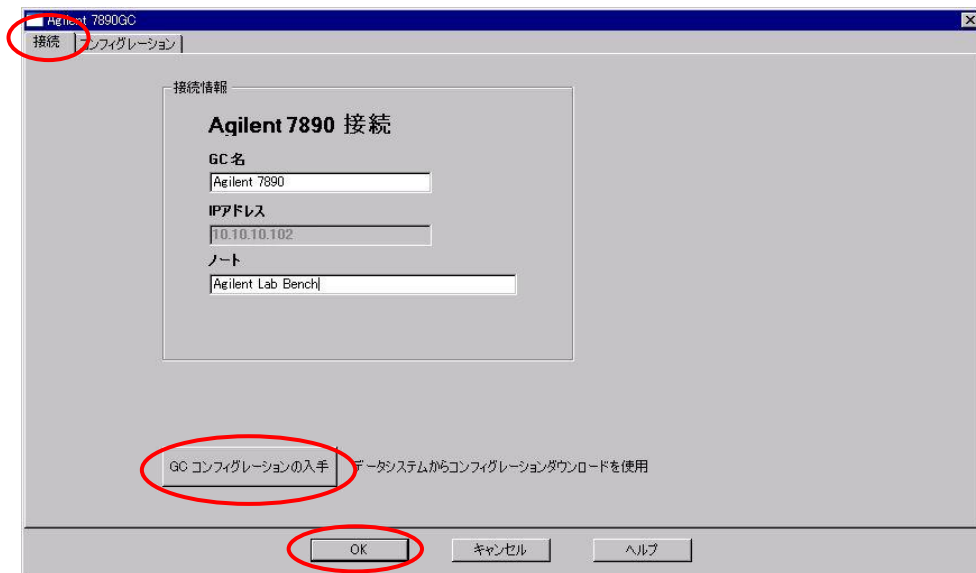 Agilent 7890GC
接続 コンフィグレーション
接続情報
Agilent 7890 接続
GC 名
Agilent 7890
IPアドレス
10.10.10.102
ノート
Agilent Lab Bench
GC コンフィグレーションの入手 データシステムからコンフィグレーションダウンロードを使用
OK キャンセル ヘルプ